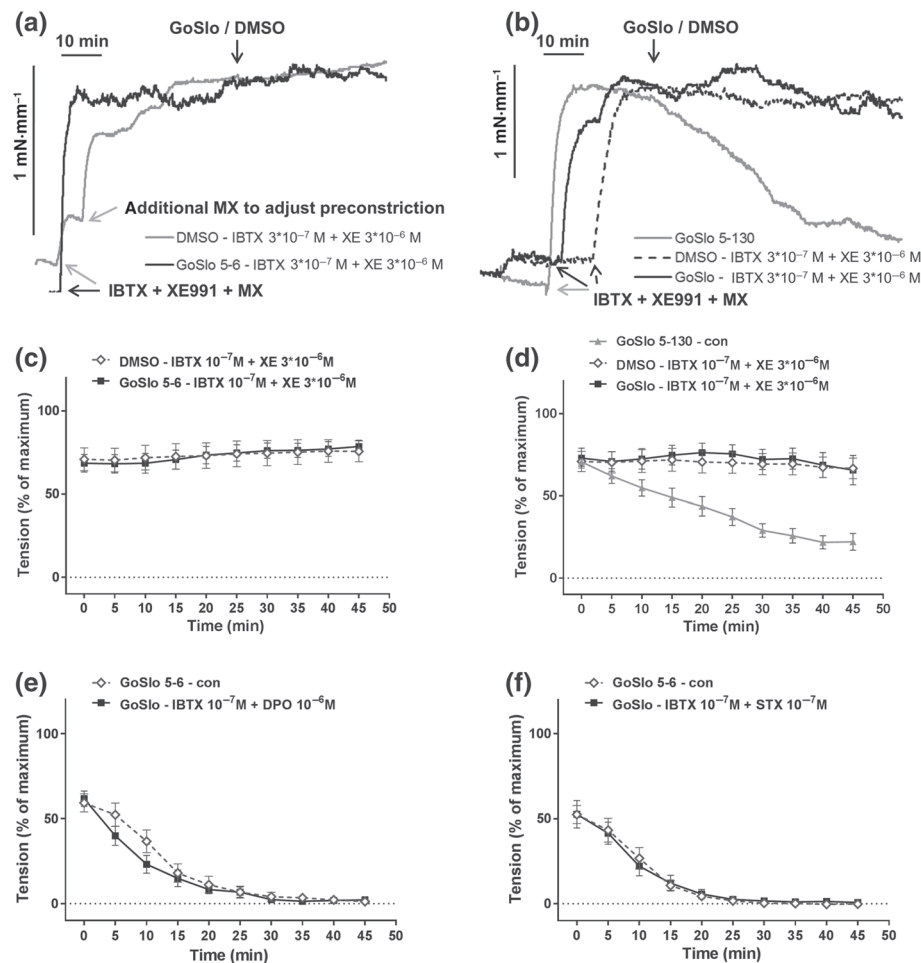 (a)
GoSlo / DMSO
10 min
1 mN·mm⁻¹
Additional MX to adjust preconstriction
DMSO - IBTX 3*10⁻⁷ M + XE 3*10⁻⁶ M
GoSlo 5-6 - IBTX 3*10⁻⁷ M + XE 3*10⁻⁶ M
IBTX + XE991 + MX
(b)
GoSlo / DMSO
10 min
1 mN·mm⁻¹
GoSlo 5-130
DMSO - IBTX 3*10⁻⁷ M + XE 3*10⁻⁶ M
GoSlo - IBTX 3*10⁻⁷ M + XE 3*10⁻⁶ M
IBTX + XE991 + MX
(c)
DMSO - IBTX 10⁻⁷M + XE 3*10⁻⁶M
GoSlo 5-6 - IBTX 10⁻⁷M + XE 3*10⁻⁶M
Tension (% of maximum)
100
50
0
0 5 10 15 20 25 30 35 40 45 50
Time (min)
(d)
GoSlo 5-130 - con
DMSO - IBTX 10⁻⁷M + XE 3*10⁻⁶M
GoSlo - IBTX 10⁻⁷M + XE 3*10⁻⁶M
Tension (% of maximum)
100
50
0
0 5 10 15 20 25 30 35 40 45 50
Time (min)
(e)
GoSlo 5-6 - con
GoSlo - IBTX 10⁻⁷M + DPO 10⁻⁶M
Tension (% of maximum)
100
50
0
0 5 10 15 20 25 30 35 40 45 50
Time (min)
(f)
GoSlo 5-6 - con
GoSlo - IBTX 10⁻⁷M + STX 10⁻⁷M
Tension (% of maximum)
100
50
0
0 5 10 15 20 25 30 35 40 45 50
Time (min)